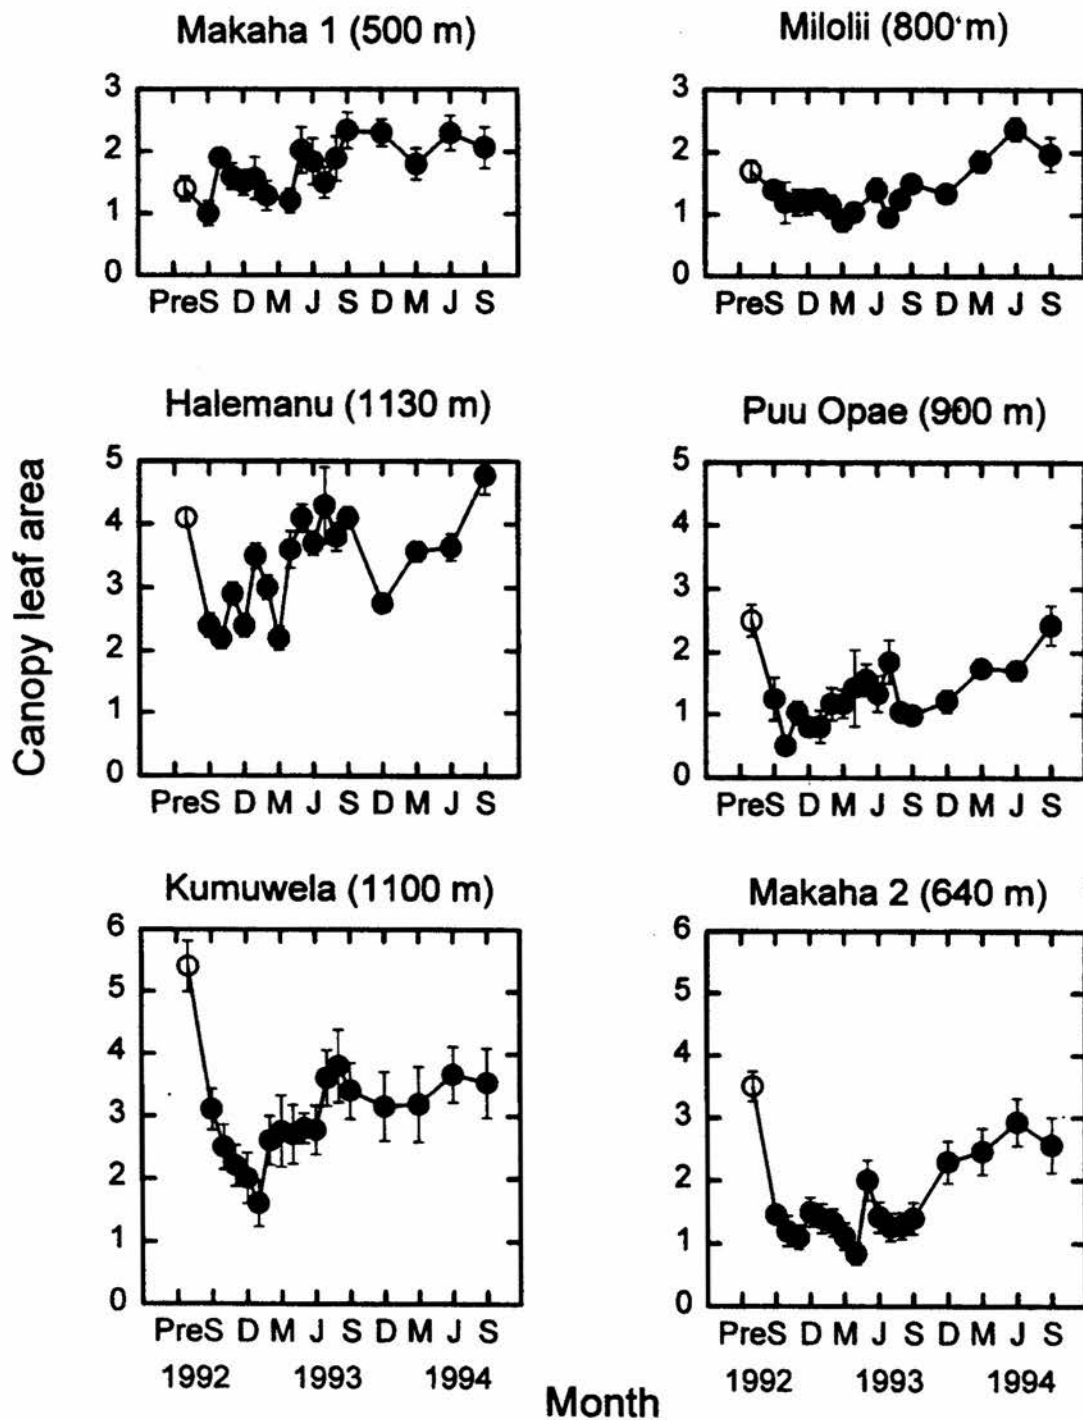 Makaha 1 (500 m)
3
2
1
0
PreS D M J S D M J S
Milolii (800 m)
3
2
1
0
PreS D M J S D M J S
Canopy leaf area
Halemanu (1130 m)
5
4
3
2
1
0
PreS D M J S D M J S
Puu Opae (900 m)
5
4
3
2
1
0
PreS D M J S D M J S
Kumuwela (1100 m)
6
5
4
3
2
1
0
PreS D M J S D M J S
1992 1993 1994
Makaha 2 (640 m)
6
5
4
3
2
1
0
PreS D M J S D M J S
1992 1993 1994
Month